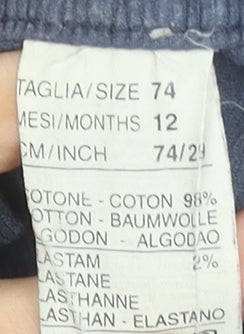 TAGLIA/SIZE 74
MESI/MONTHS 12
CM/INCH 74/29
COTONE - COTON 98%
COTTON - BAUMWOLLE
ALGODON - ALGODAO
ELASTAM 2%
ELASTANE
ELASTHANNE
ELASTHAN - ELASTANO